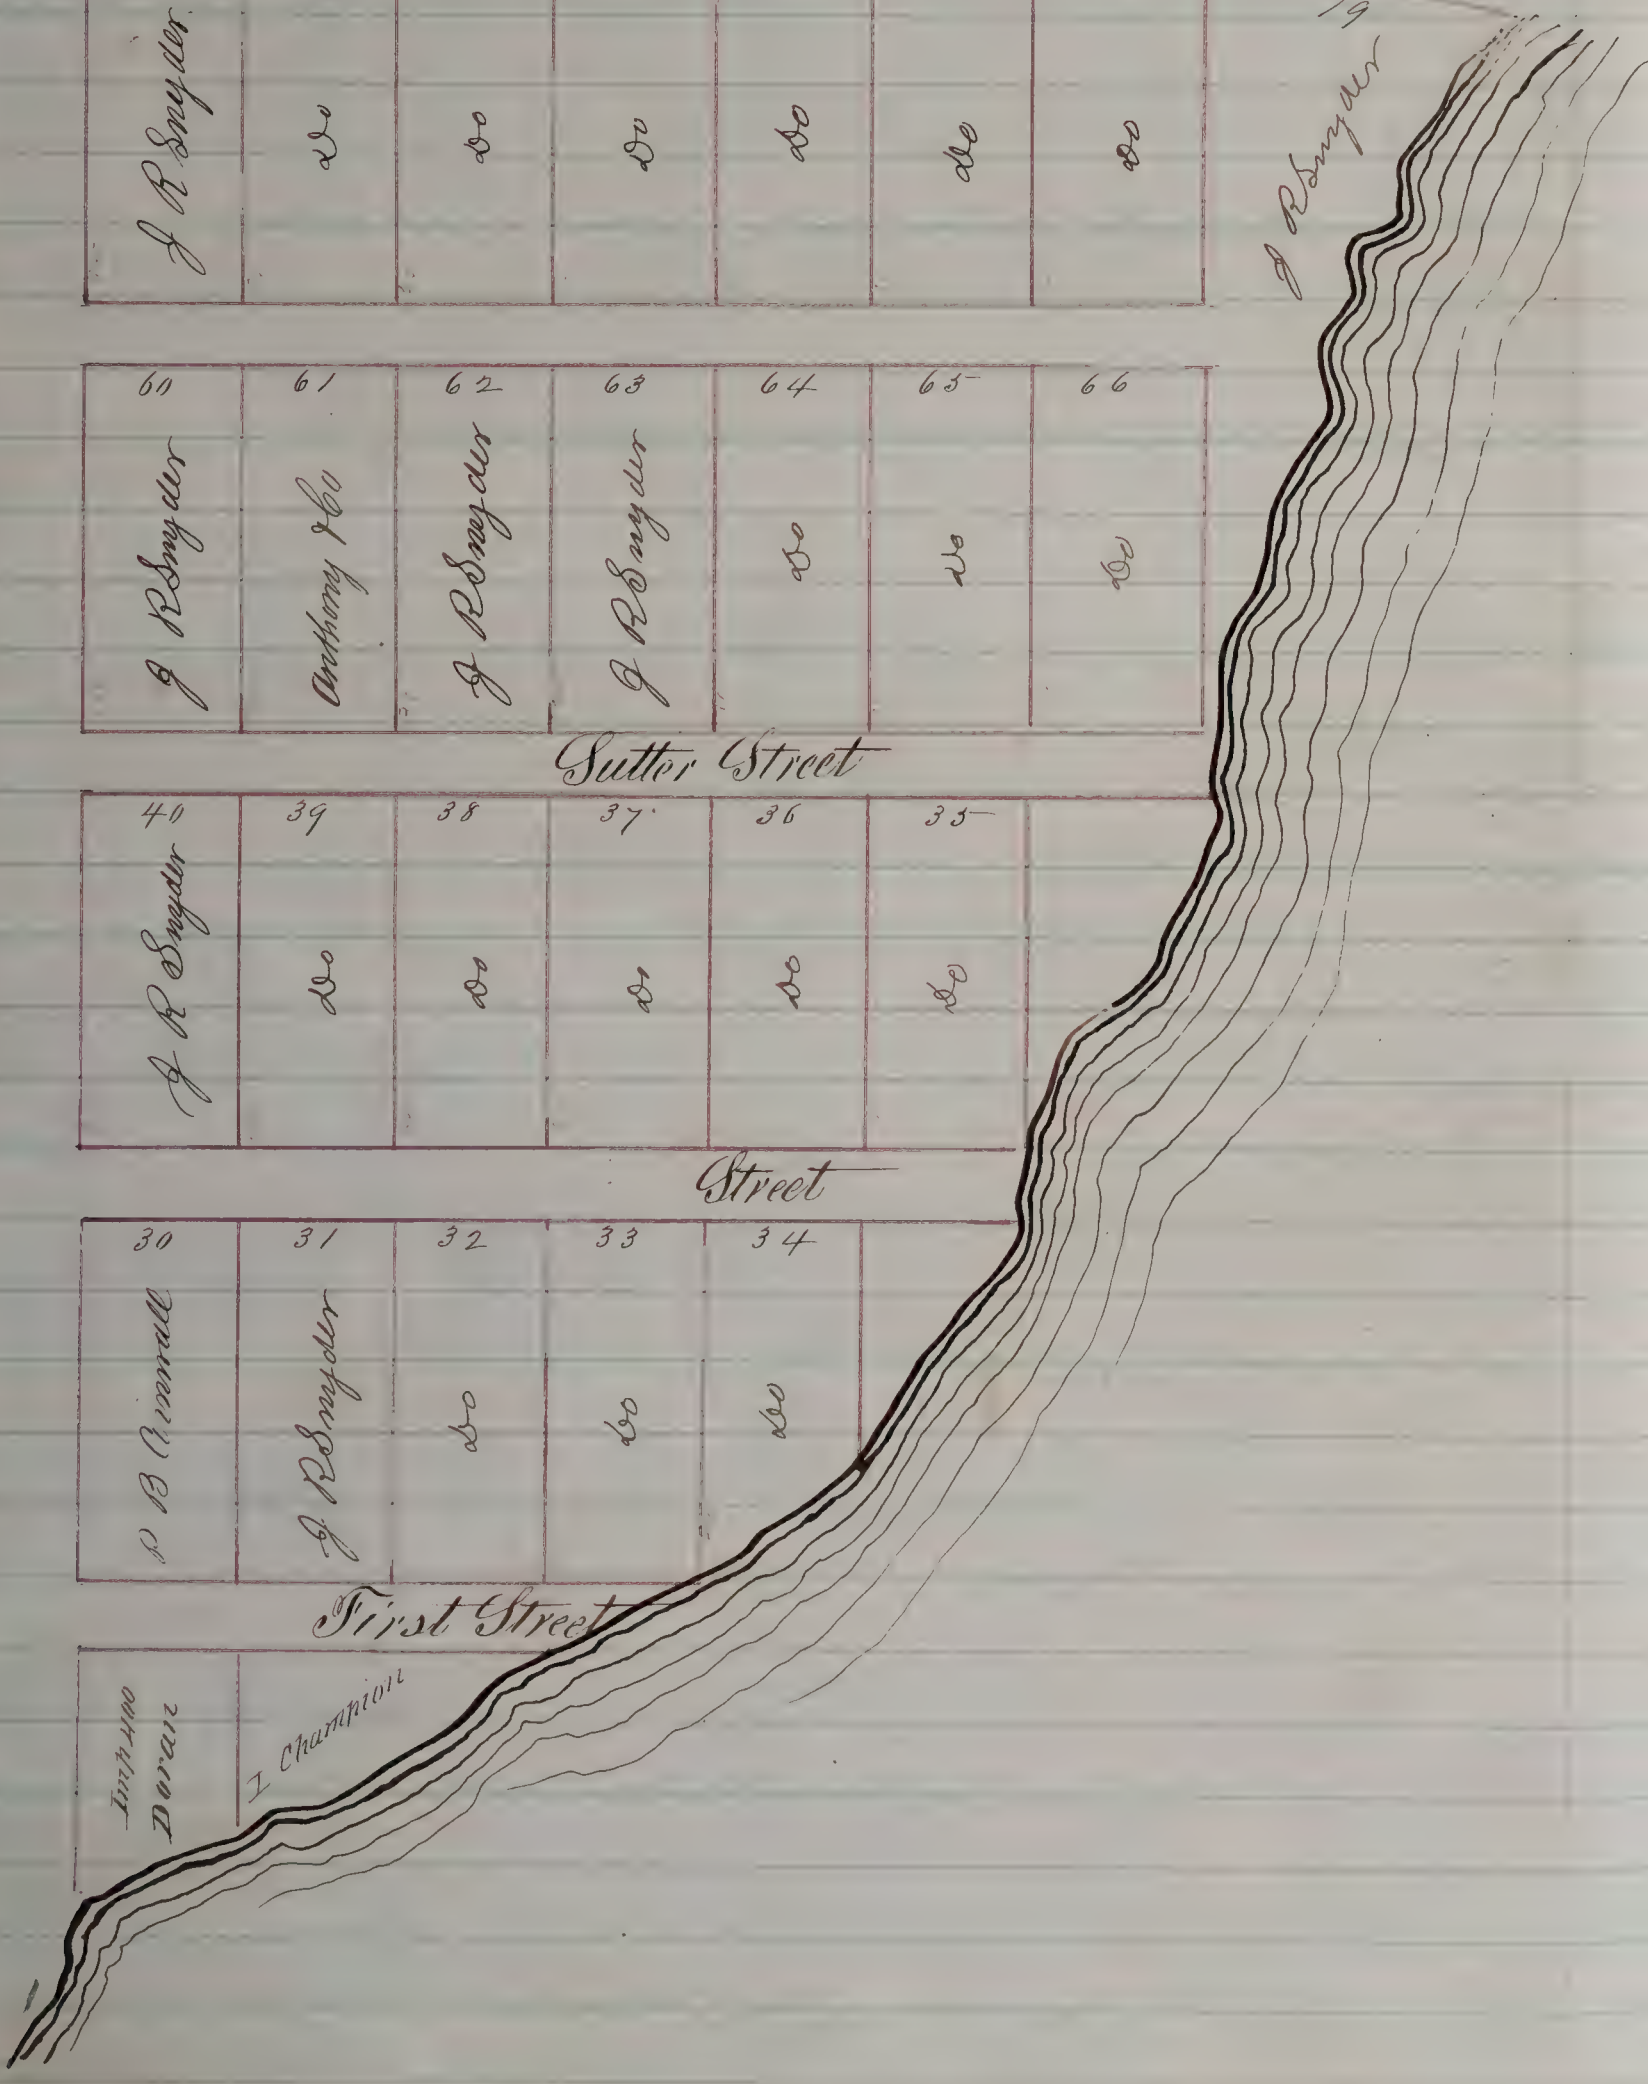 19
J R Snyder
Do
Do
Do
Do
Do
Do
J R Snyder
60
61
62
63
64
65
66
J R Snyder
Anthony & Co
J R Snyder
J R Snyder
Do
Do
Do
Sutter Street
40
39
38
37
36
35
J R Snyder
Do
Do
Do
Do
Do
Street
30
31
32
33
34
B
J R Snyder
Do
Do
Do
First Street
Doran
I Champion